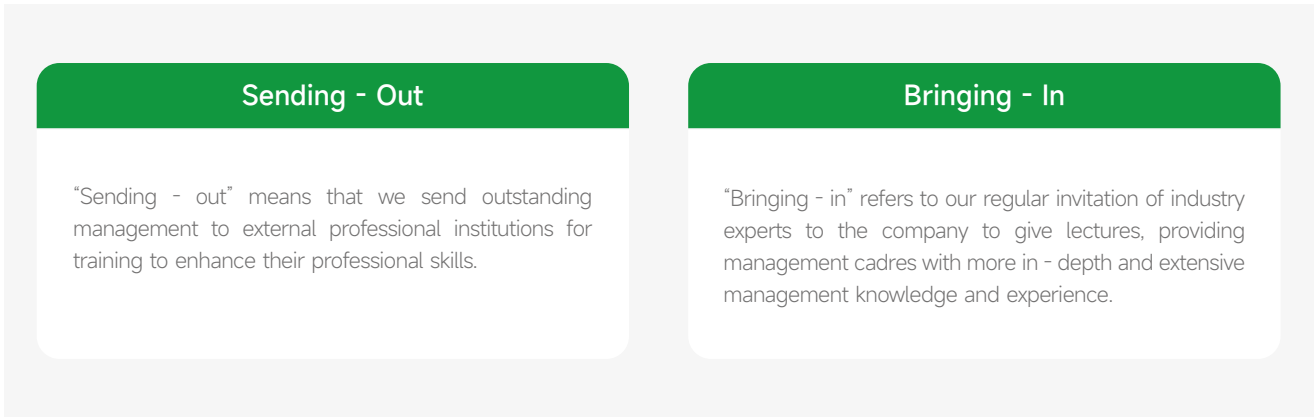 Sending - Out
“Sending - out” means that we send outstanding
management to external professional institutions for
training to enhance their professional skills.
Bringing - In
“Bringing - in” refers to our regular invitation of industry
experts to the company to give lectures, providing
management cadres with more in - depth and extensive
management knowledge and experience.